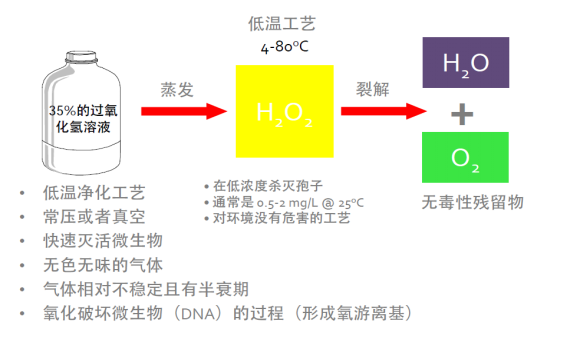 低温工艺
4-80°C
35%的过氧
化氢溶液
蒸发
H₂O₂
裂解
H₂O
+
O₂
无毒性残留物
• 在低浓度杀灭孢子
• 通常是 0.5-2 mg/L @ 25°C
• 对环境没有危害的工艺
• 低温净化工艺
• 常压或者真空
• 快速灭活微生物
• 无色无味的气体
• 气体相对不稳定且有半衰期
• 氧化破坏微生物（DNA）的过程（形成氧游离基）